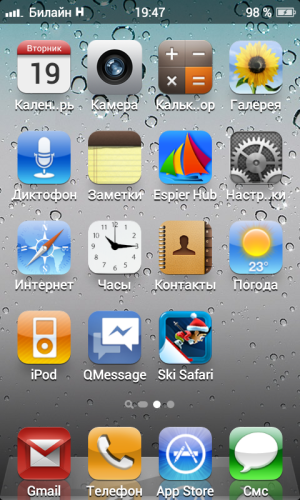 Билайн H 19:47 98 %
Вторник
19
Кален...рь Камера Кальк...ор Галерея
Диктофон Заметки Espier Hub Настр...ки
23°
Интернет Часы Контакты Погода
iPod QMessage Ski Safari
Gmail Телефон App Store Смс